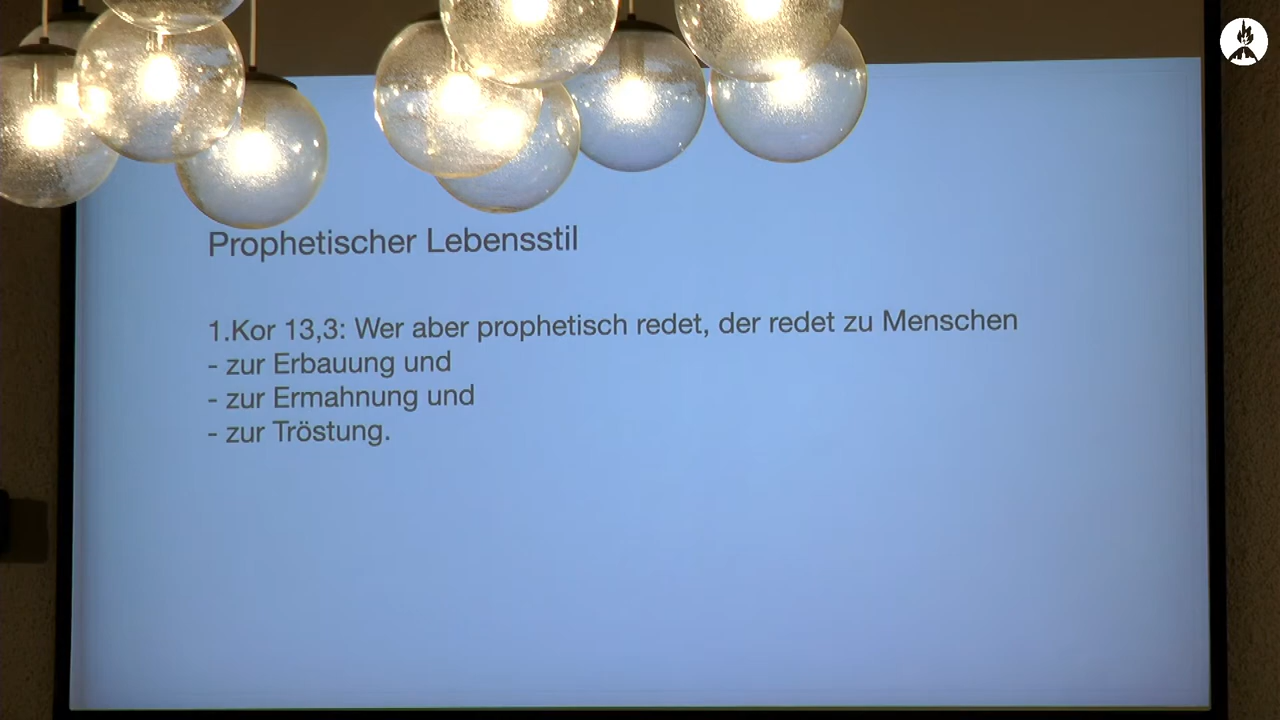 Prophetischer Lebensstil
1.Kor 13,3: Wer aber prophetisch redet, der redet zu Menschen
- zur Erbauung und
- zur Ermahnung und
- zur Tröstung.